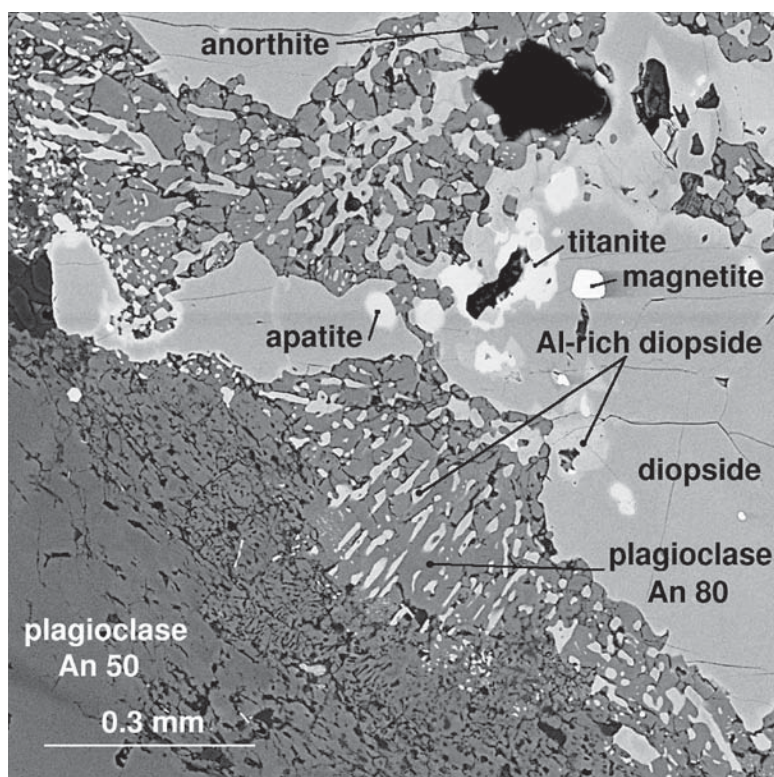 anorthite
titanite
magnetite
apatite
Al-rich diopside
diopside
plagioclase
An 80
plagioclase
An 50
0.3 mm